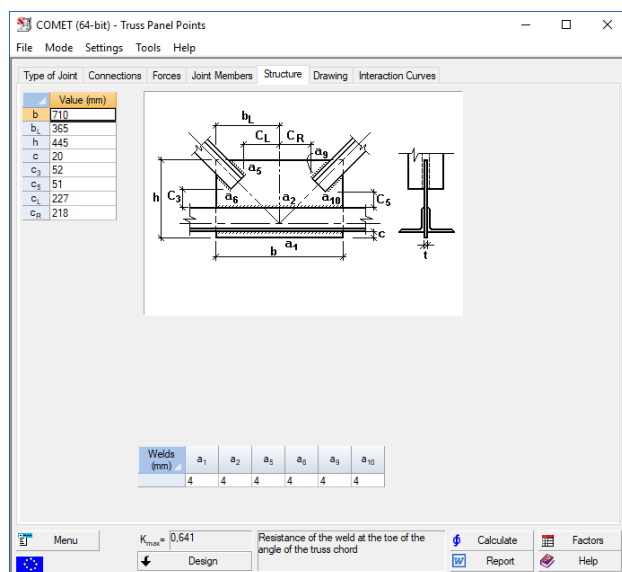 COMET (64-bit) - Truss Panel Points
File Mode Settings Tools Help
Type of Joint Connections Forces Joint Members Structure Drawing Interaction Curves
Value (mm)
b 710
bL 365
h 445
c 20
c3 52
c5 51
cL 227
cR 218
bL
CL CR
a9
a5
h C3 a6 a2 a10 C5
a1 c
b
t
Welds (mm) a1 a2 a5 a6 a9 a10
4 4 4 4 4 4
Menu
Kmax= 0,641
Design
Resistance of the weld at the toe of the
angle of the truss chord
Calculate Factors
Report Help